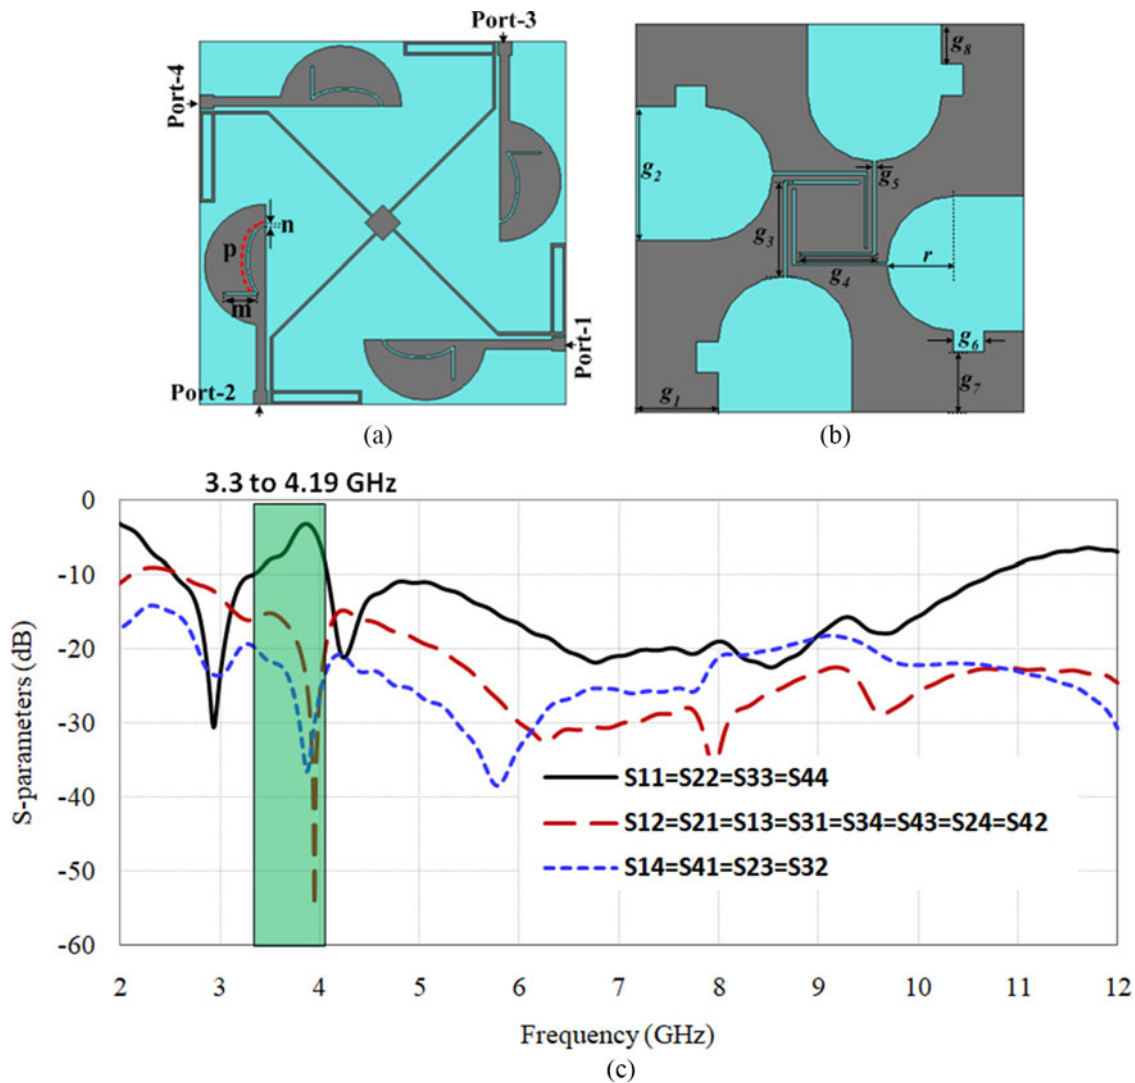 Port-3
Port-4
n
p
m
Port-1
Port-2
(a)
g8
g2
g5
g3
g4
r
g6
g7
g1
(b)
3.3 to 4.19 GHz
0
-10
-20
-30
-40
-50
-60
S-parameters (dB)
S11=S22=S33=S44
S12=S21=S13=S31=S34=S43=S24=S42
S14=S41=S23=S32
2 3 4 5 6 7 8 9 10 11 12
Frequency (GHz)
(c)